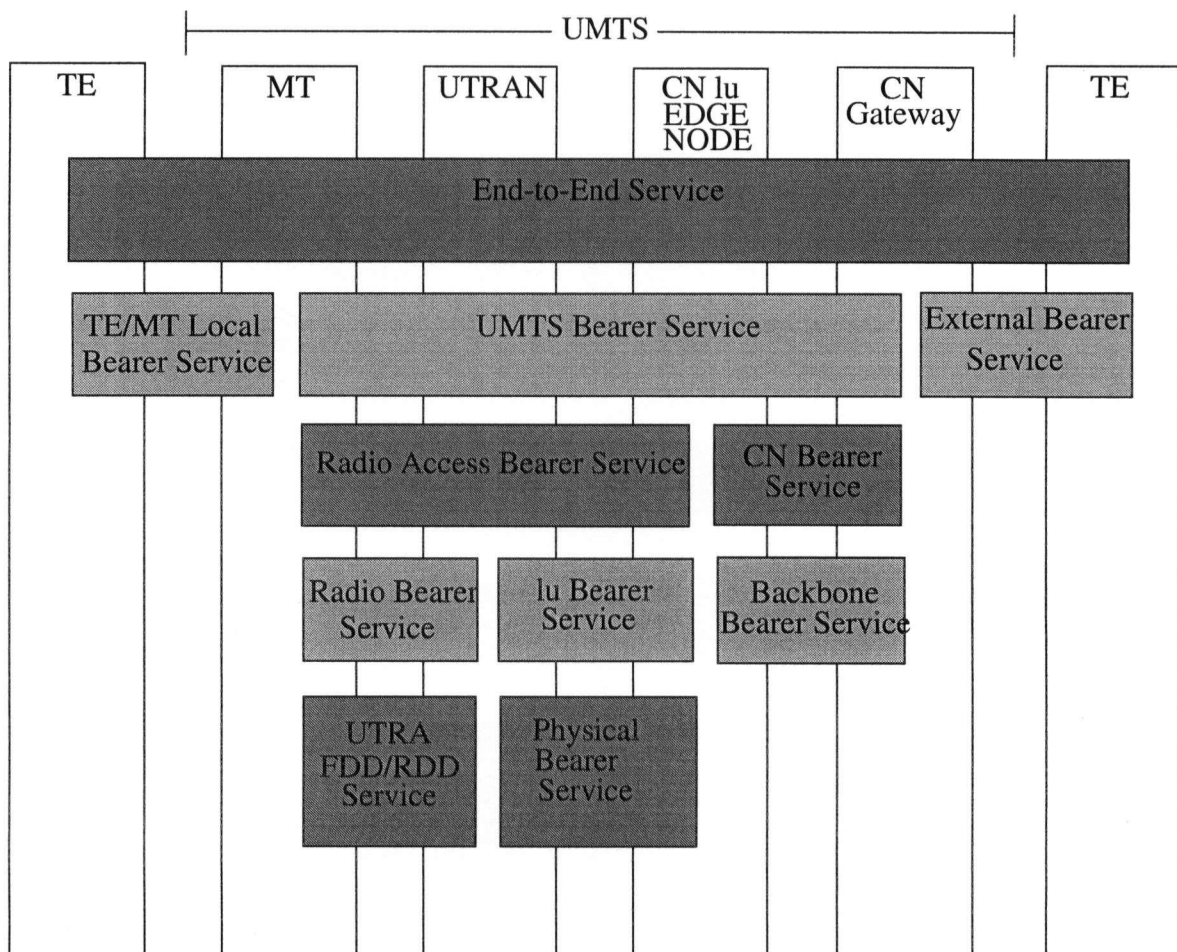 UMTS
TE
MT
UTRAN
CN lu
EDGE
NODE
CN
Gateway
TE
End-to-End Service
TE/MT Local
Bearer Service
UMTS Bearer Service
External Bearer
Service
Radio Access Bearer Service
CN Bearer
Service
Radio Bearer
Service
lu Bearer
Service
Backbone
Bearer Service
UTRA
FDD/RDD
Service
Physical
Bearer
Service